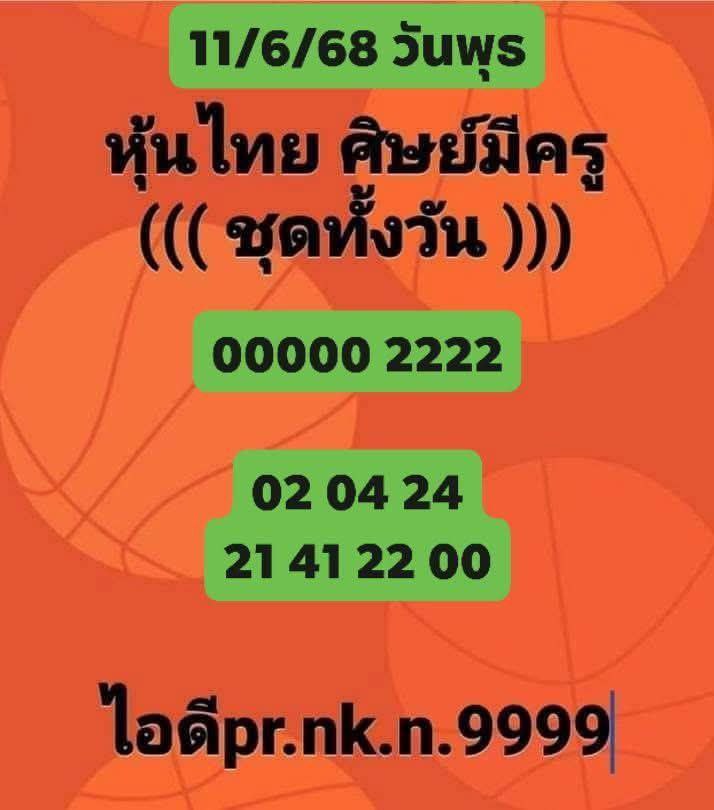 11/6/68 วันพุธ
หุ้นไทย ศิษย์มีครู
((( ชุดทั้งวัน )))
00000 2222
02 04 24
21 41 22 00
ไอดีpr.nk.n.9999